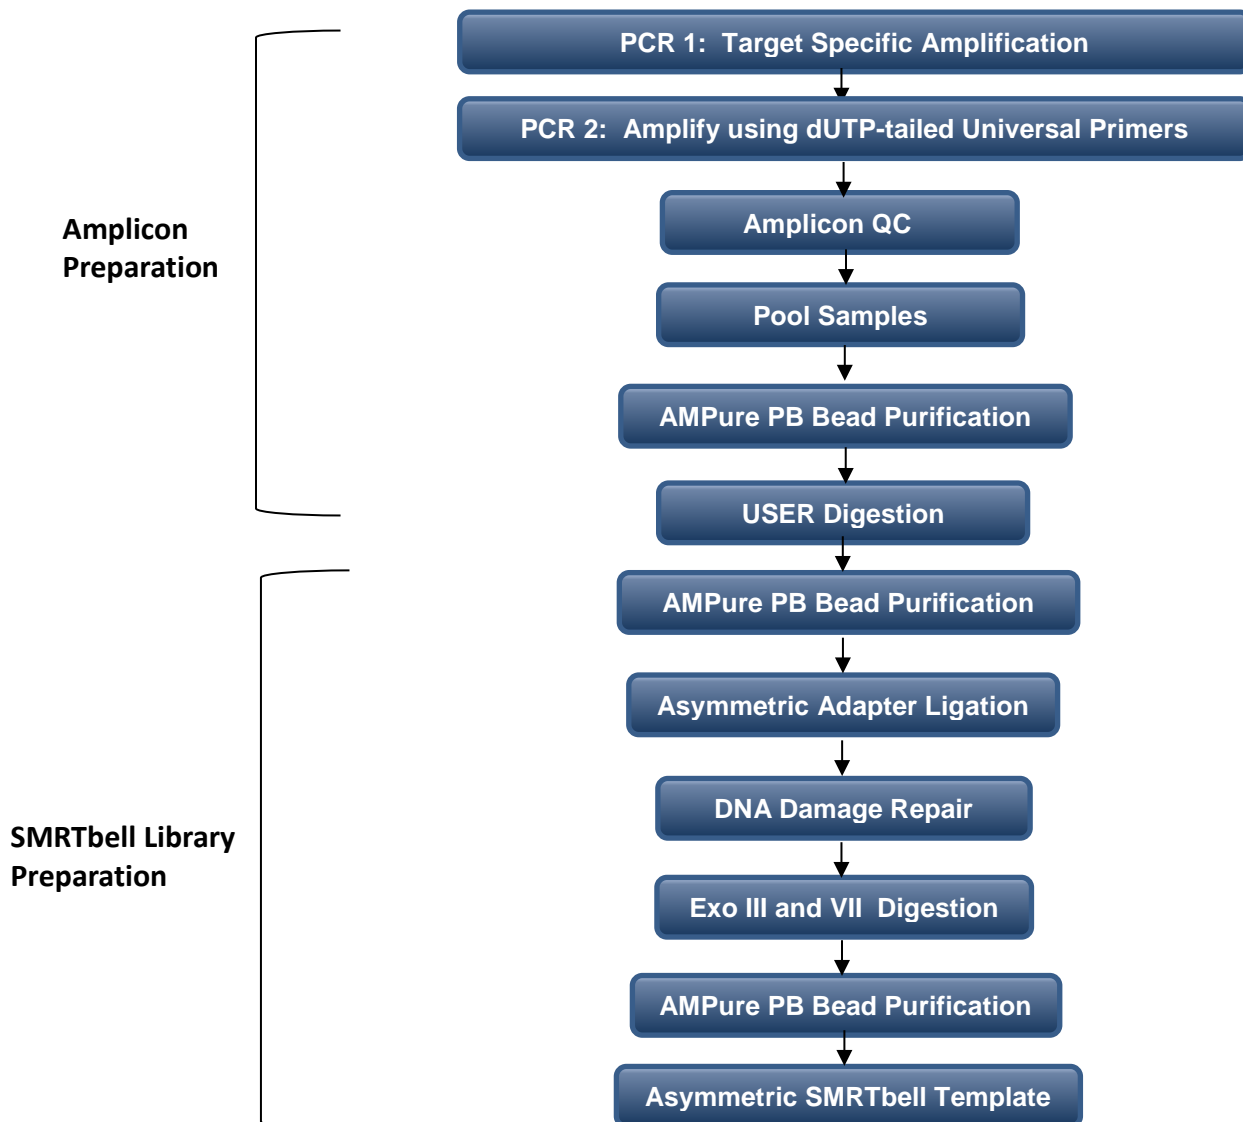 PCR 1:  Target Specific Amplification
PCR 2:  Amplify using dUTP-tailed Universal Primers
Amplicon QC
Amplicon
Preparation
Pool Samples
AMPure PB Bead Purification
USER Digestion
AMPure PB Bead Purification
Asymmetric Adapter Ligation
DNA Damage Repair
SMRTbell Library
Preparation
Exo III and VII  Digestion
AMPure PB Bead Purification
Asymmetric SMRTbell Template